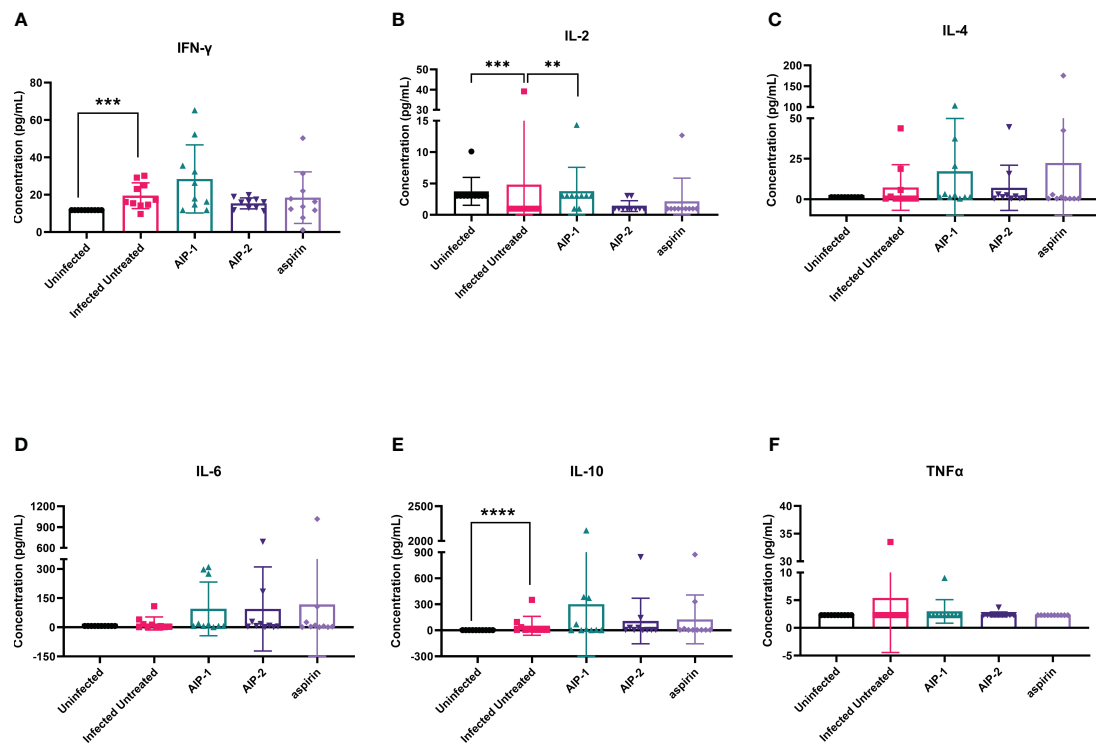 A
IFN-γ
Concentration (pg/mL)
80
60
40
20
0
***
Uninfected
Infected Untreated
AIP-1
AIP-2
aspirin
B
IL-2
Concentration (pg/mL)
50
40
30
20
15
10
5
0
***
**
Uninfected
Infected Untreated
AIP-1
AIP-2
aspirin
C
IL-4
Concentration (pg/mL)
200
150
100
50
25
0
Uninfected
Infected Untreated
AIP-1
AIP-2
aspirin
D
IL-6
Concentration (pg/mL)
1200
900
600
300
150
0
-150
Uninfected
Infected Untreated
AIP-1
AIP-2
aspirin
E
IL-10
Concentration (pg/mL)
2500
2000
900
600
300
0
-300
****
Uninfected
Infected Untreated
AIP-1
AIP-2
aspirin
F
TNFα
Concentration (pg/mL)
40
35
30
10
5
0
-5
Uninfected
Infected Untreated
AIP-1
AIP-2
aspirin